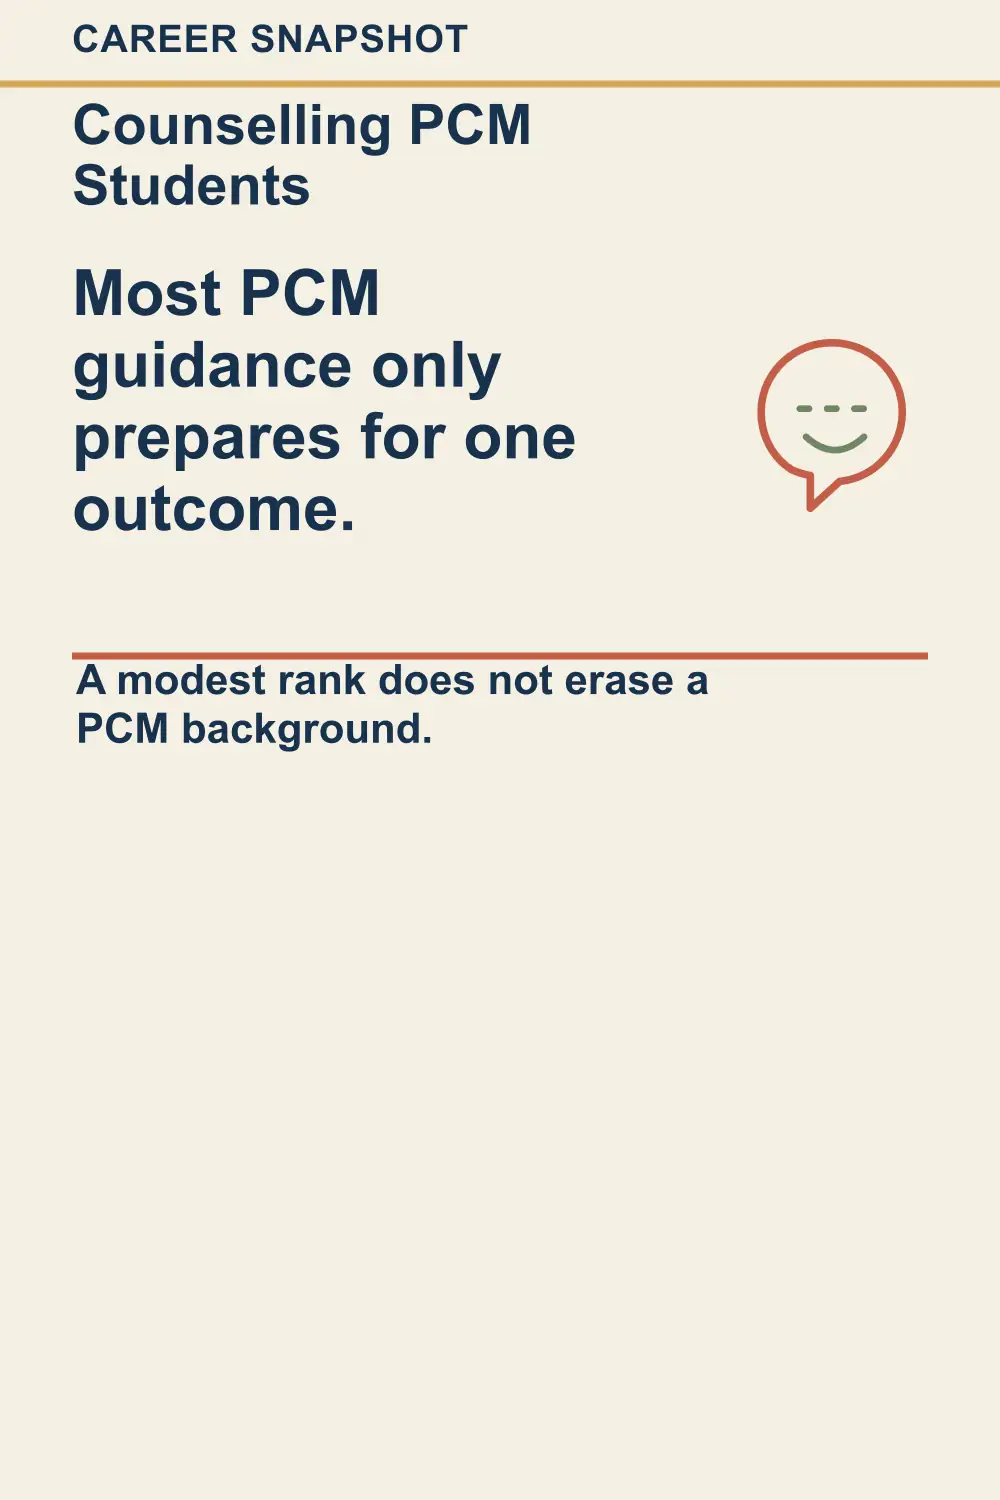 CAREER SNAPSHOT
Counselling PCM
Students
Most PCM
guidance only
prepares for one
outcome.
A modest rank does not erase a
PCM background.